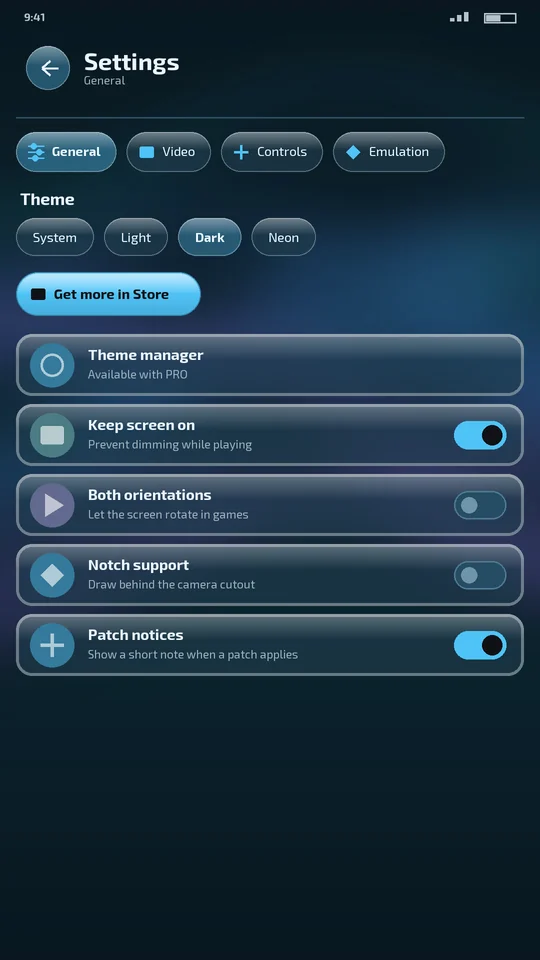 9:41
Settings
General
General
Video
Controls
Emulation
Theme
System
Light
Dark
Neon
Get more in Store
Theme manager
Available with PRO
Keep screen on
Prevent dimming while playing
Both orientations
Let the screen rotate in games
Notch support
Draw behind the camera cutout
Patch notices
Show a short note when a patch applies